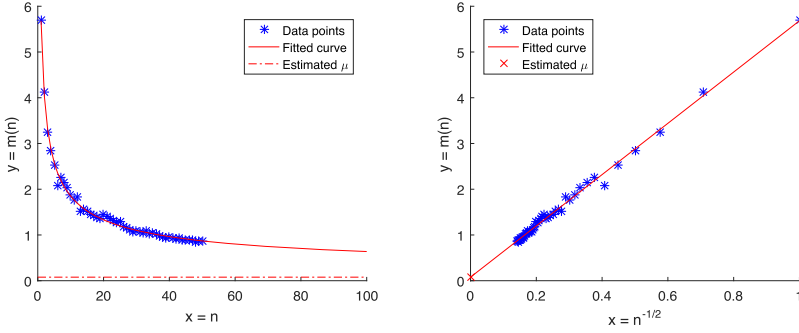 6
5
4
3
2
1
0
y = m(n)
Data points
Fitted curve
Estimated μ
0 20 40 60 80 100
x = n
6
5
4
3
2
1
0
y = m(n)
Data points
Fitted curve
Estimated μ
0 0.2 0.4 0.6 0.8 1
x = n^-1/2